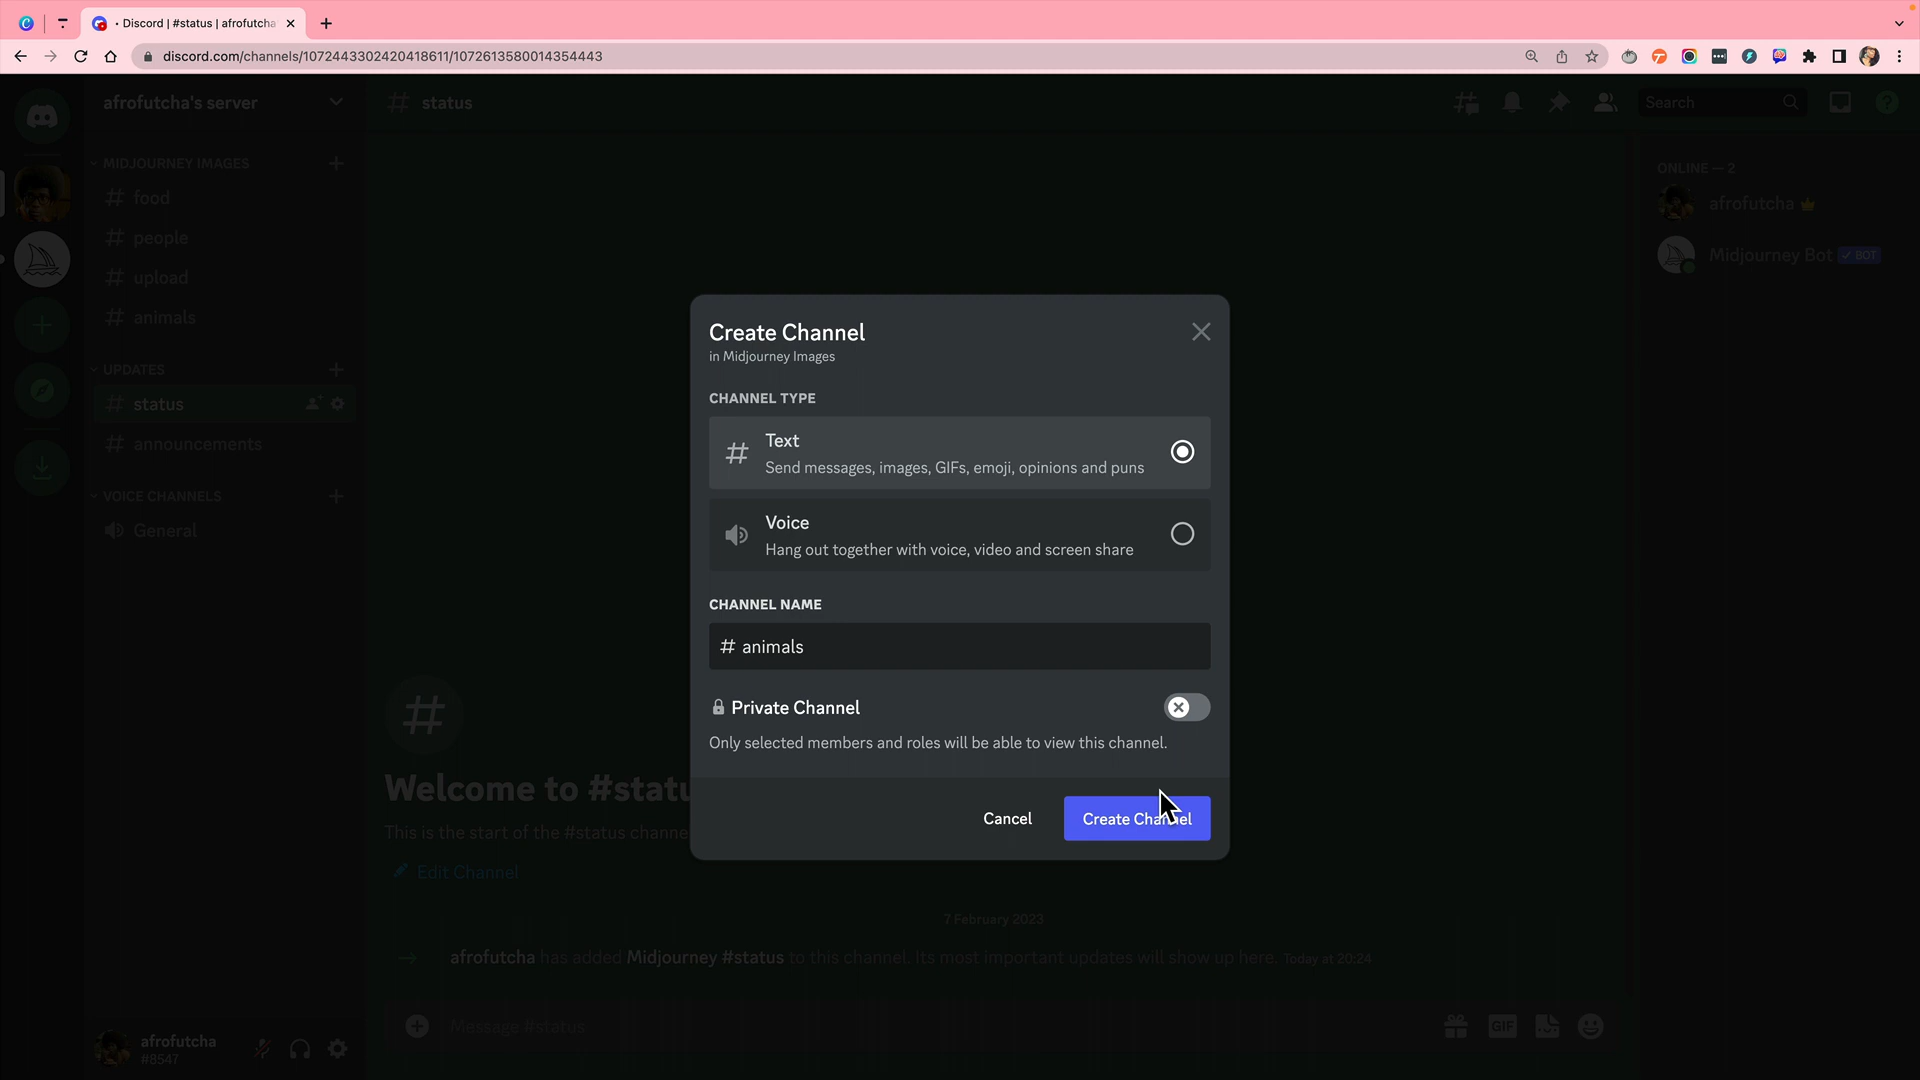 • Discord | #status | afrofutcha
discord.com/channels/1072443302420418611/1072613580014354443
afrofutcha's server
# status
Search
MIDJOURNEY IMAGES
food
people
upload
animals
UPDATES
status
announcements
VOICE CHANNELS
General
ONLINE — 2
afrofutcha
Midjourney Bot ✓ BOT
Create Channel
in Midjourney Images
CHANNEL TYPE
Text
Send messages, images, GIFs, emoji, opinions and puns
Voice
Hang out together with voice, video and screen share
CHANNEL NAME
# animals
Private Channel
Only selected members and roles will be able to view this channel.
Cancel
Create Channel
Welcome to #statu
This is the start of the #status channe
Edit Channel
7 February 2023
afrofutcha has added Midjourney #status to this channel. Its most important updates will show up here. Today at 20:24
Message #status
GIF
afrofutcha
#8547